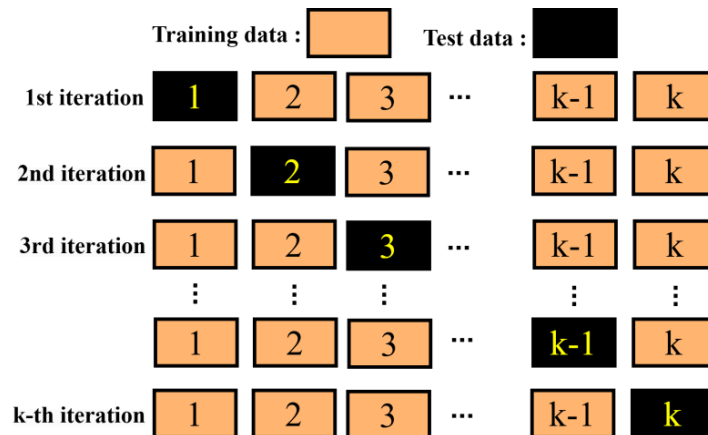 Training data : Test data :
1st iteration 1 2 3 ... k-1 k
2nd iteration 1 2 3 ... k-1 k
3rd iteration 1 2 3 ... k-1 k
⋮ ⋮ ⋮ ⋮ ⋮
1 2 3 ... k-1 k
k-th iteration 1 2 3 ... k-1 k